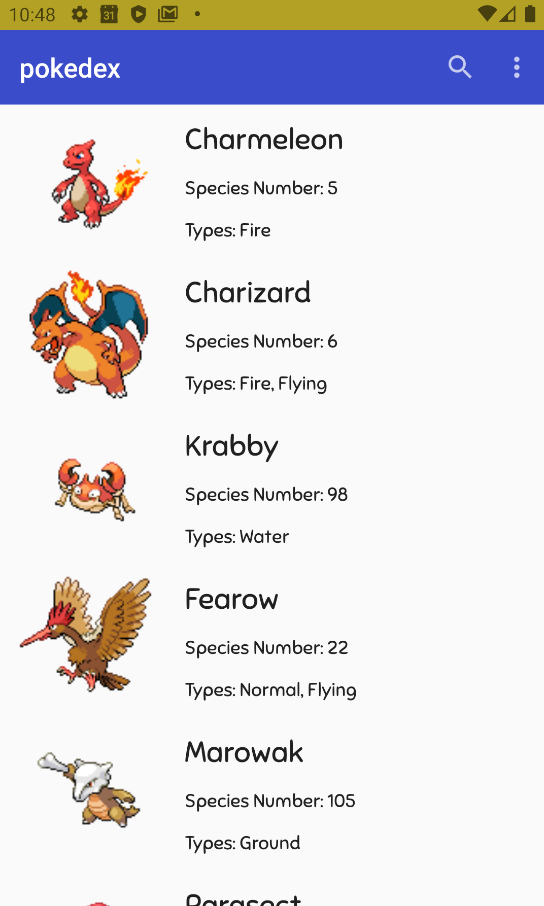 10:48
31
pokedex
Charmeleon
Species Number: 5
Types: Fire
Charizard
Species Number: 6
Types: Fire, Flying
Krabby
Species Number: 98
Types: Water
Fearow
Species Number: 22
Types: Normal, Flying
Marowak
Species Number: 105
Types: Ground
Parasect